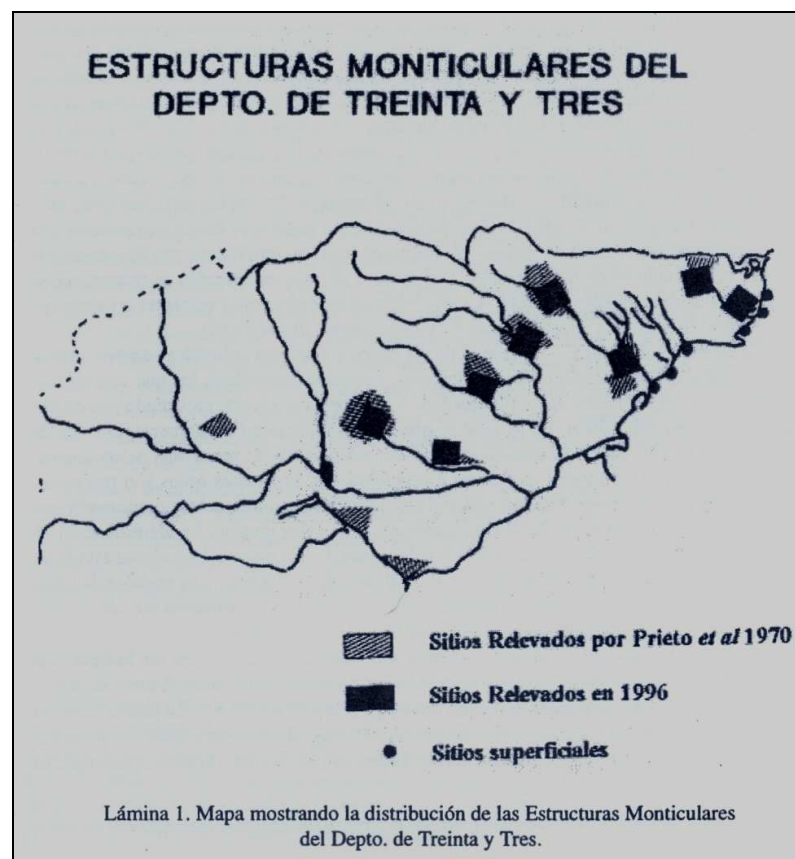 ESTRUCTURAS MONTICULARES DEL
DEPTO. DE TREINTA Y TRES
Sitios Relevados por Prieto et al 1970
Sitios Relevados en 1996
Sitios superficiales
Lámina 1. Mapa mostrando la distribución de las Estructuras Monticulares
del Depto. de Treinta y Tres.